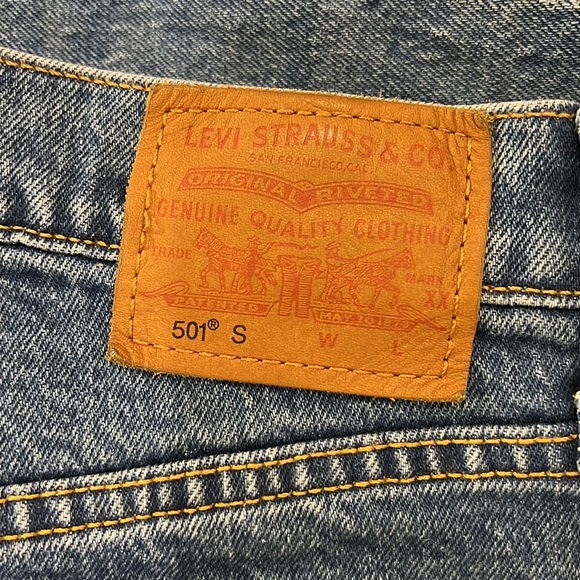 LEVI STRAUSS & CO.
SAN FRANCISCO, CAL.
ORIGINAL RIVETED
GENUINE QUALITY CLOTHING
TRADE MARK
XX
PATENTED MAY 20 1873
501® S W L